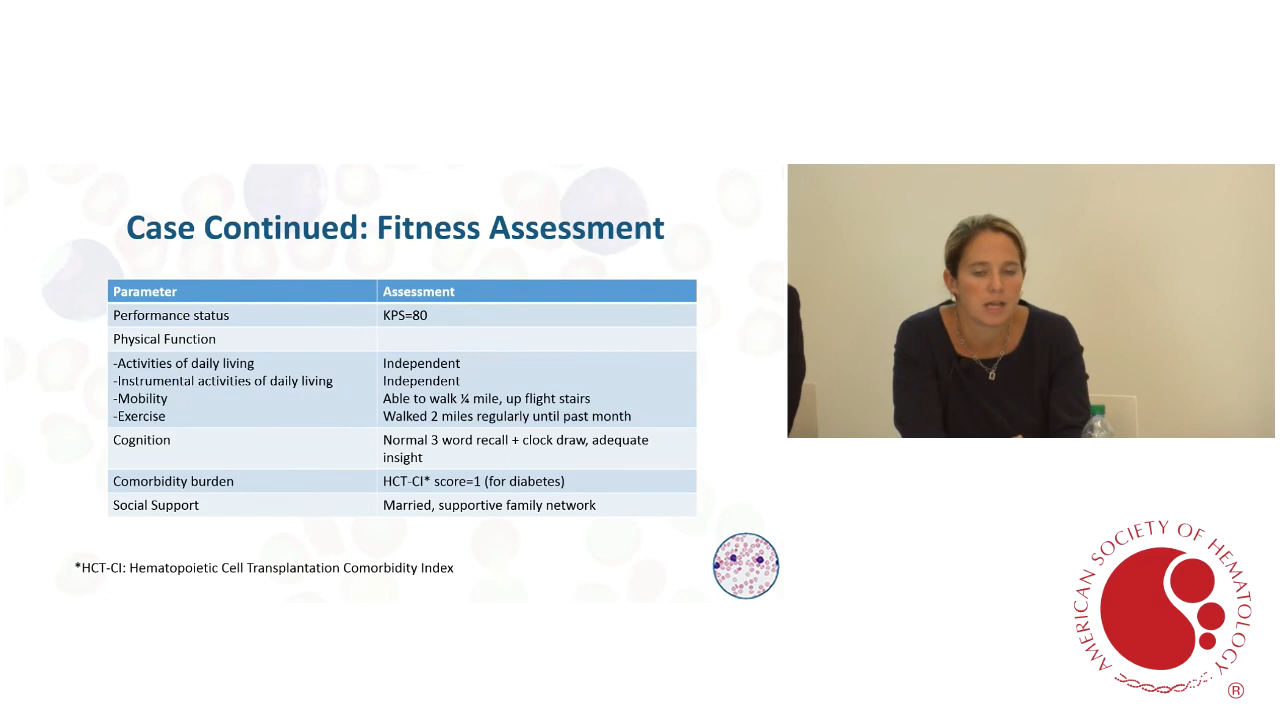 Case Continued: Fitness Assessment
Parameter Assessment
Performance status KPS=80
Physical Function
-Activities of daily living Independent
-Instrumental activities of daily living Independent
-Mobility Able to walk ¼ mile, up flight stairs
-Exercise Walked 2 miles regularly until past month
Cognition Normal 3 word recall + clock draw, adequate
insight
Comorbidity burden HCT-CI* score=1 (for diabetes)
Social Support Married, supportive family network
*HCT-CI: Hematopoietic Cell Transplantation Comorbidity Index
AMERICAN SOCIETY OF HEMATOLOGY
®